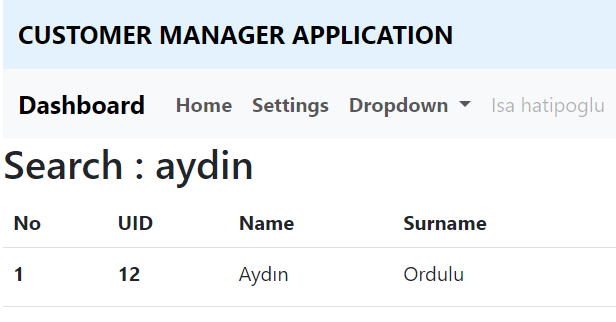 CUSTOMER MANAGER APPLICATION
Dashboard Home Settings Dropdown Isa hatipoglu
Search : aydin
No UID Name Surname
1 12 Aydın Ordulu